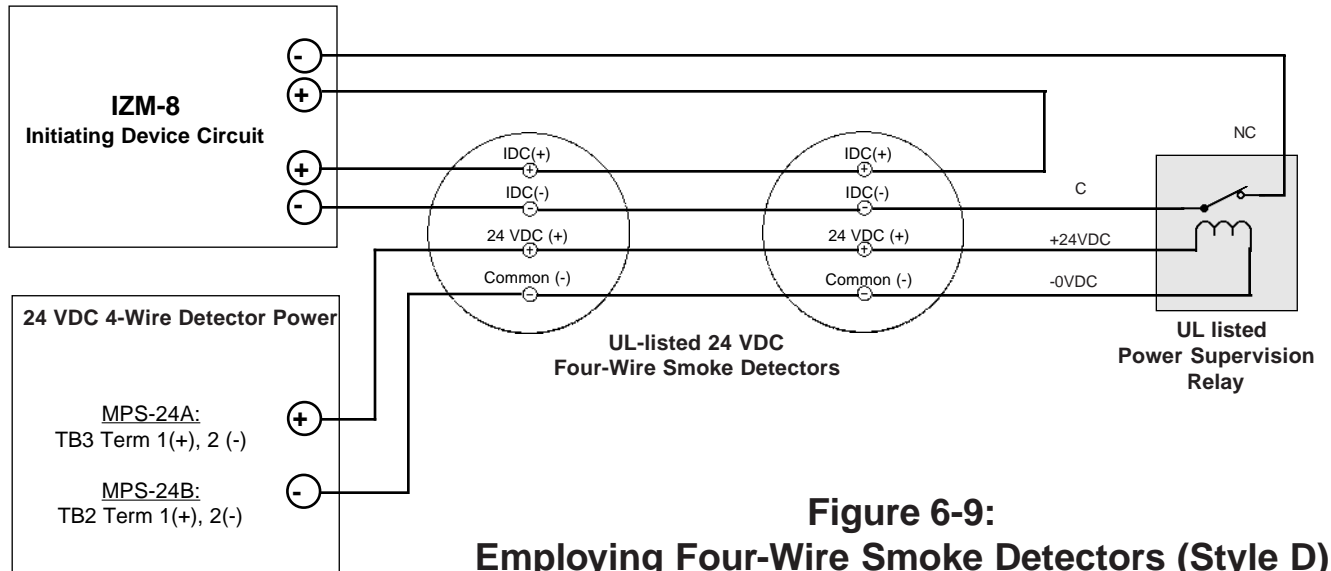 -
+
IZM-8
Initiating Device Circuit
+
-
IDC(+)
+
IDC(-)
-
24 VDC (+)
+
Common (-)
-
IDC(+)
+
IDC(-)
-
24 VDC (+)
+
Common (-)
-
NC
C
+24VDC
-0VDC
UL-listed 24 VDC
Four-Wire Smoke Detectors
UL listed
Power Supervision
Relay
24 VDC 4-Wire Detector Power
MPS-24A:
TB3 Term 1(+), 2 (-)
+
MPS-24B:
TB2 Term 1(+), 2(-)
-
Figure 6-9:
Employing Four-Wire Smoke Detectors (Style D)